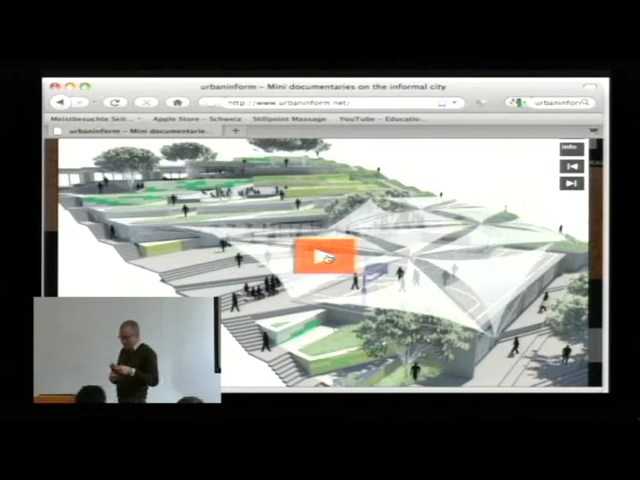 urbaninform – Mini documentaries on the informal city
http://www.urbaninform.net/
urbaninform
Meistbesuchte Seit... Apple Store – Schweiz Stillpoint Massage YouTube – Educatio...
urbaninform – Mini documentarie... +
info